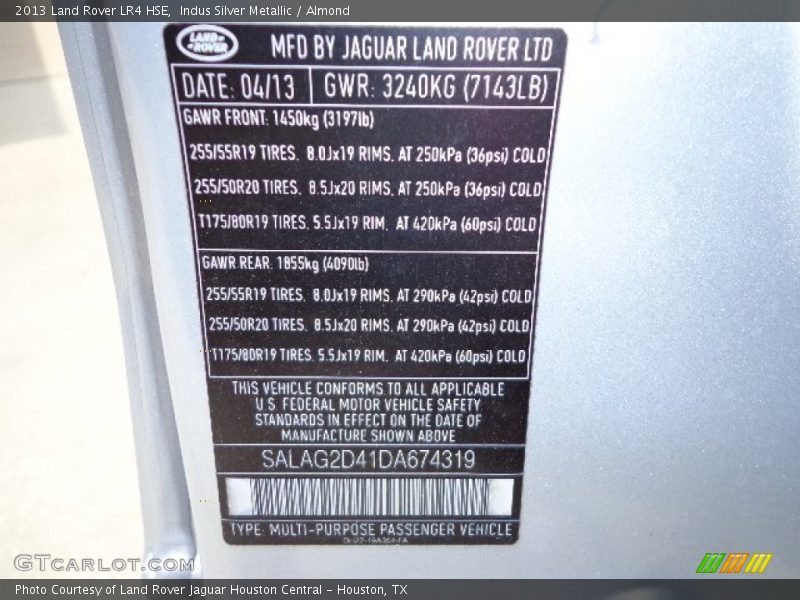 2013 Land Rover LR4 HSE,  Indus Silver Metallic / Almond
LAND-
ROVER
MFD BY JAGUAR LAND ROVER LTD
DATE: 04/13 GWR: 3240KG (7143LB)
GAWR FRONT: 1450kg (3197lb)
255/55R19 TIRES, 8.0Jx19 RIMS, AT 250kPa (36psi) COLD
255/50R20 TIRES, 8.5Jx20 RIMS, AT 250kPa (36psi) COLD
T175/80R19 TIRES, 5.5Jx19 RIM, AT 420kPa (60psi) COLD
GAWR REAR: 1855kg (4090lb)
255/55R19 TIRES, 8.0Jx19 RIMS, AT 290kPa (42psi) COLD
255/50R20 TIRES, 8.5Jx20 RIMS, AT 290kPa (42psi) COLD
T175/80R19 TIRES, 5.5Jx19 RIM, AT 420kPa (60psi) COLD
THIS VEHICLE CONFORMS TO ALL APPLICABLE
U.S. FEDERAL MOTOR VEHICLE SAFETY
STANDARDS IN EFFECT ON THE DATE OF
MANUFACTURE SHOWN ABOVE
SALAG2D41DA674319
TYPE: MULTI-PURPOSE PASSENGER VEHICLE
GTCARLOT.COM
Photo Courtesy of Land Rover Jaguar Houston Central - Houston, TX